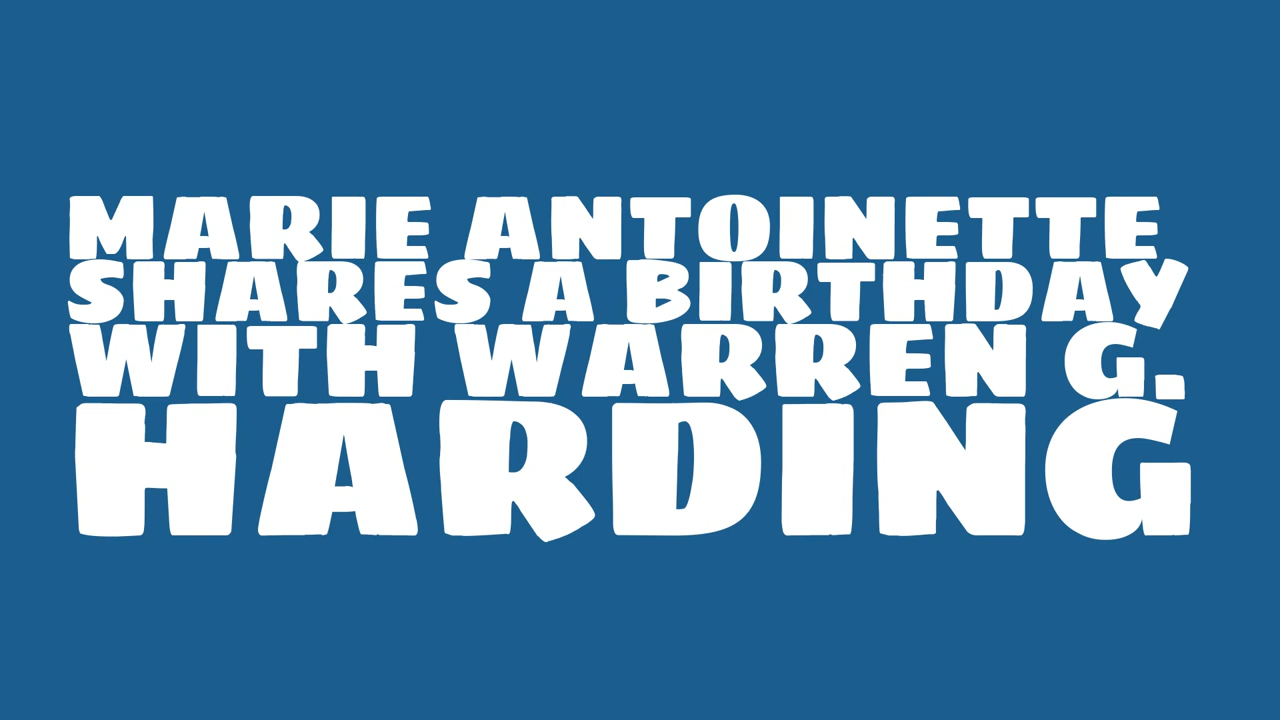 MARIE ANTOINETTE
SHARES A BIRTHDAY
WITH WARREN G.
HARDING